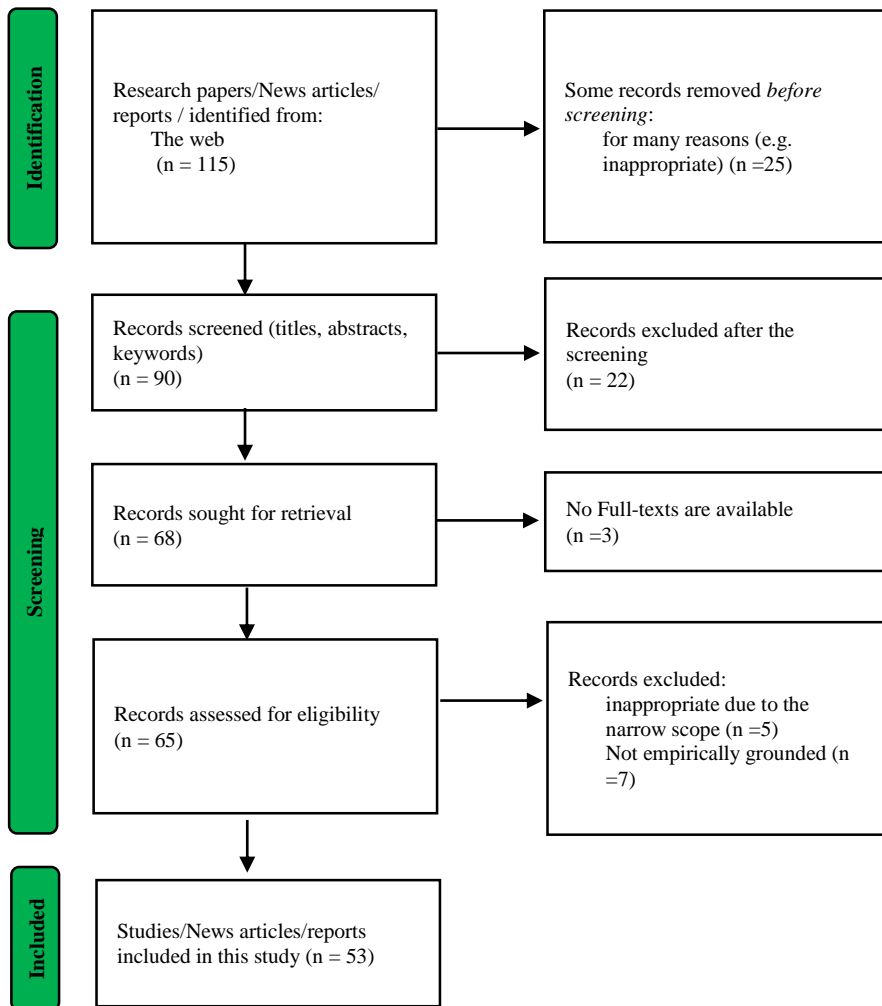 Identification
Research papers/News articles/
reports / identified from:
The web
(n = 115)
Some records removed before
screening:
for many reasons (e.g.
inappropriate) (n =25)
Screening
Records screened (titles, abstracts,
keywords)
(n = 90)
Records excluded after the
screening
(n = 22)
Records sought for retrieval
(n = 68)
No Full-texts are available
(n =3)
Records assessed for eligibility
(n = 65)
Records excluded:
inappropriate due to the
narrow scope (n =5)
Not empirically grounded (n
=7)
Included
Studies/News articles/reports
included in this study (n = 53)